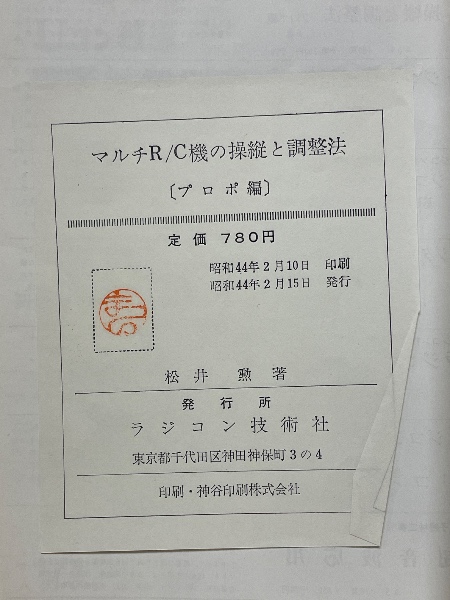 マルチR/C機の操縦と調整法
〔プロポ編〕
定価 780円
昭和44年2月10日 印刷
昭和44年2月15日 発行
松井 勲 著
発行所
ラジコン技術社
東京都千代田区神田神保町3の4
印刷・神谷印刷株式会社